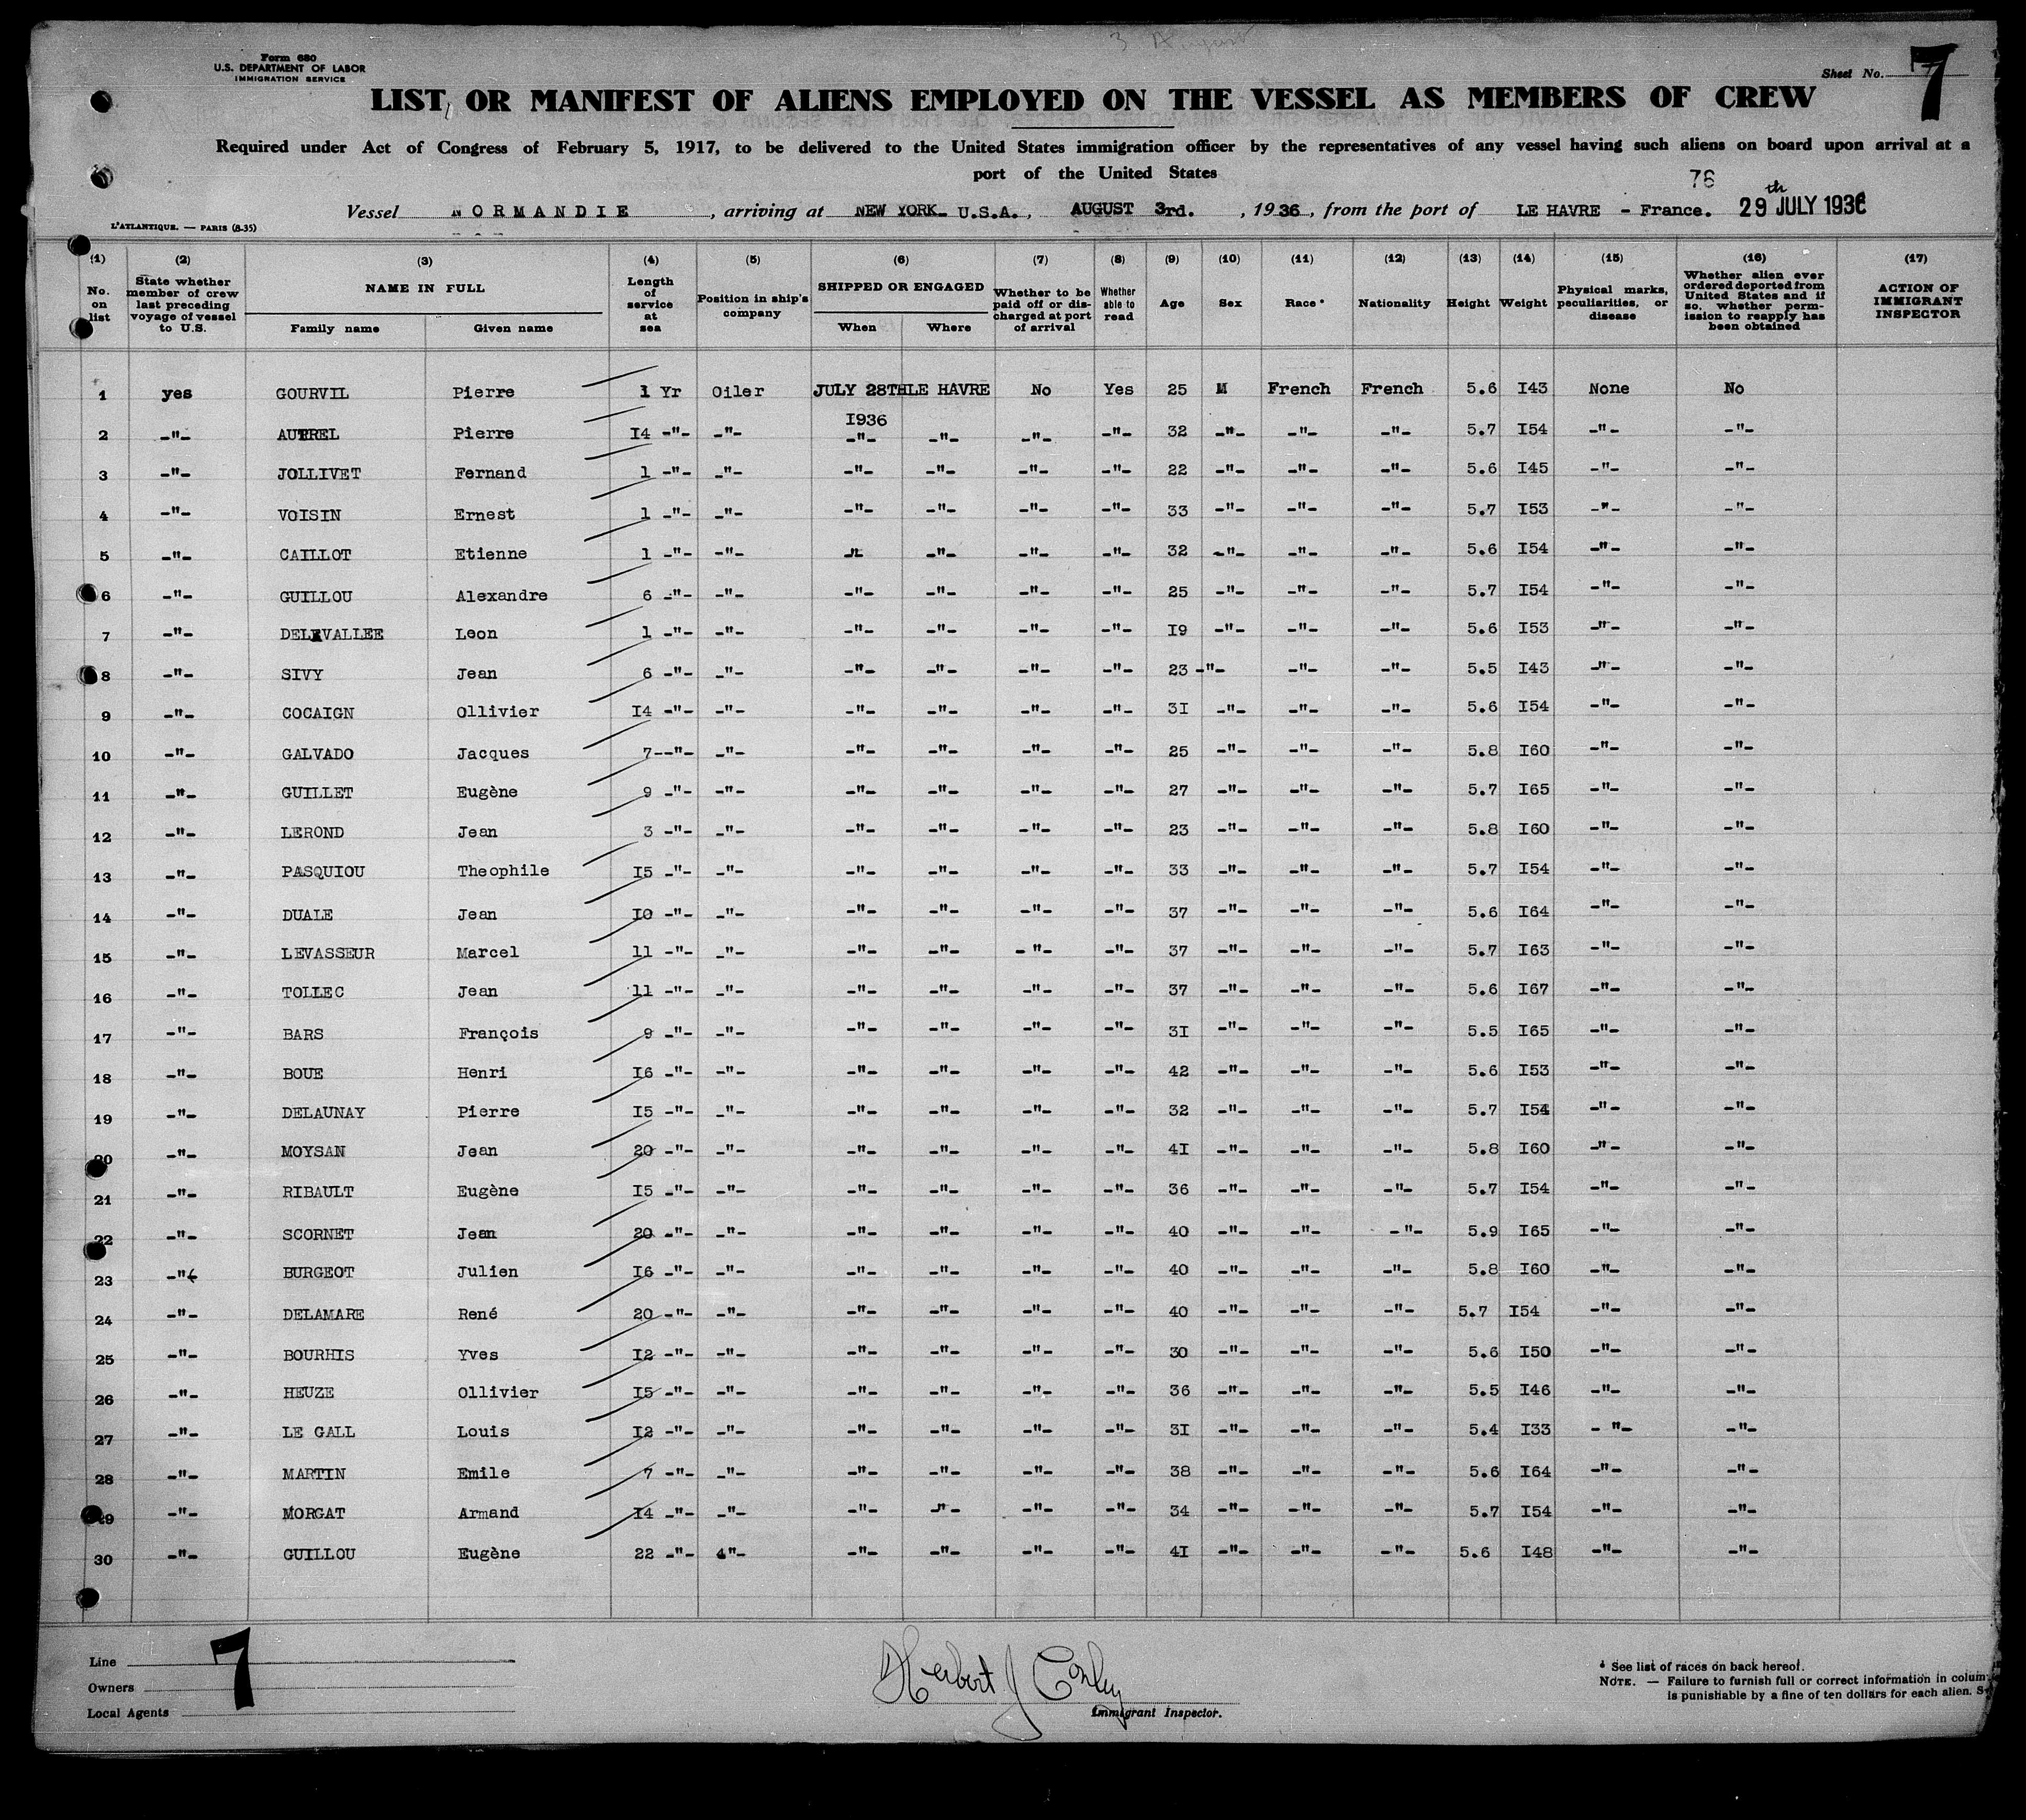 3 August
Form 680
U.S. DEPARTMENT OF LABOR
IMMIGRATION SERVICE
Sheet No. 7
LIST, OR MANIFEST OF ALIENS EMPLOYED ON THE VESSEL AS MEMBERS OF CREW
Required under Act of Congress of February 5, 1917, to be delivered to the United States immigration officer by the representatives of any vessel having such aliens on board upon arrival at a
port of the United States
76
Vessel NORMANDIE, arriving at NEW YORK_ U.S.A., AUGUST 3rd., 1936, from the port of LE HAVRE - France. 29th JULY 1936
L'ATLANTIQUE. — PARIS (8-35)
(1) (2) (3) (4) (5) (6) (7) (8) (9) (10) (11) (12) (13) (14) (15) (16) (17)
No. on list | State whether member of crew last preceding voyage of vessel to U.S. | NAME IN FULL Family name Given name | Length of service at sea | Position in ship's company | SHIPPED OR ENGAGED When Where | Whether to be paid off or discharged at port of arrival | Whether able to read | Age | Sex | Race* | Nationality | Height | Weight | Physical marks, peculiarities, or disease | Whether alien ever ordered deported from United States and if so, whether permission to reapply has been obtained | ACTION OF IMMIGRANT INSPECTOR
1 yes GOURVIL Pierre 1 Yr Oiler JULY 28TH LE HAVRE No Yes 25 M French French 5.6 I43 None No
I936
2 -"- AUTREL Pierre I4 -"- -"- -"- -"- -"- -"- 32 -"- -"- -"- 5.7 I54 -"- -"-
3 -"- JOLLIVET Fernand 1 -"- -"- -"- -"- -"- -"- 22 -"- -"- -"- 5.6 I45 -"- -"-
4 -"- VOISIN Ernest 1 -"- -"- -"- -"- -"- -"- 33 -"- -"- -"- 5.7 I53 -"- -"-
5 -"- CAILLOT Etienne 1 -"- -"- -"- -"- -"- -"- 32 -"- -"- -"- 5.6 I54 -"- -"-
6 -"- GUILLOU Alexandre 6 -"- -"- -"- -"- -"- -"- 25 -"- -"- -"- 5.7 I54 -"- -"-
7 -"- DELEVALLEE Leon 1 -"- -"- -"- -"- -"- -"- I9 -"- -"- -"- 5.6 I53 -"- -"-
8 -"- SIVY Jean 6 -"- -"- -"- -"- -"- -"- 23 -"- -"- -"- 5.5 I43 -"- -"-
9 -"- COCAIGN Ollivier I4 -"- -"- -"- -"- -"- -"- 3I -"- -"- -"- 5.6 I54 -"- -"-
10 -"- GALVADO Jacques 7 --"- -"- -"- -"- -"- -"- 25 -"- -"- -"- 5.8 I60 -"- -"-
11 -"- GUILLET Eugène 9 -"- -"- -"- -"- -"- -"- 27 -"- -"- -"- 5.7 I65 -"- -"-
12 -"- LEROND Jean 3 -"- -"- -"- -"- -"- -"- 23 -"- -"- -"- 5.8 I60 -"- -"-
13 -"- PASQUIOU Theophile I5 -"- -"- -"- -"- -"- -"- 33 -"- -"- -"- 5.7 I54 -"- -"-
14 -"- DUALE Jean I0 -"- -"- -"- -"- -"- -"- 37 -"- -"- -"- 5.6 I64 -"- -"-
15 -"- LEVASSEUR Marcel 11 -"- -"- -"- -"- -"- -"- 37 -"- -"- -"- 5.7 I63 -"- -"-
16 -"- TOLLEC Jean 11 -"- -"- -"- -"- -"- -"- 37 -"- -"- -"- 5.6 I67 -"- -"-
17 -"- BARS François 9 -"- -"- -"- -"- -"- -"- 3I -"- -"- -"- 5.5 I65 -"- -"-
18 -"- BOUE Henri I6 -"- -"- -"- -"- -"- -"- 42 -"- -"- -"- 5.6 I53 -"- -"-
19 -"- DELAUNAY Pierre I5 -"- -"- -"- -"- -"- -"- 32 -"- -"- -"- 5.7 I54 -"- -"-
20 -"- MOYSAN Jean 20 -"- -"- -"- -"- -"- -"- 4I -"- -"- -"- 5.8 I60 -"- -"-
21 -"- RIBAULT Eugène I5 -"- -"- -"- -"- -"- -"- 36 -"- -"- -"- 5.7 I54 -"- -"-
22 -"- SCORNET Jean 20 -"- -"- -"- -"- -"- -"- 40 -"- -"- -"- 5.9 I65 -"- -"-
23 -"- BURGEOT Julien I6 -"- -"- -"- -"- -"- -"- 40 -"- -"- -"- 5.8 I60 -"- -"-
24 -"- DELAMARE René 20 -"- -"- -"- -"- -"- -"- 40 -"- -"- -"- 5.7 I54 -"- -"-
25 -"- BOURHIS Yves I2 -"- -"- -"- -"- -"- -"- 30 -"- -"- -"- 5.6 I50 -"- -"-
26 -"- HEUZE Ollivier I5 -"- -"- -"- -"- -"- -"- 36 -"- -"- -"- 5.5 I46 -"- -"-
27 -"- LE GALL Louis I2 -"- -"- -"- -"- -"- -"- 3I -"- -"- -"- 5.4 I33 -"- -"-
28 -"- MARTIN Emile 7 -"- -"- -"- -"- -"- -"- 38 -"- -"- -"- 5.6 I64 -"- -"-
29 -"- MORGAT Armand I4 -"- -"- -"- -"- -"- -"- 34 -"- -"- -"- 5.7 I54 -"- -"-
30 -"- GUILLOU Eugène 22 -"- 4"- -"- -"- -"- -"- 4I -"- -"- -"- 5.6 I48 -"- -"-
7
Line
Owners
Local Agents
Herbert J Conley
Immigrant Inspector.
* See list of races on back hereof.
NOTE. — Failure to furnish full or correct information in colum
is punishable by a fine of ten dollars for each alien.